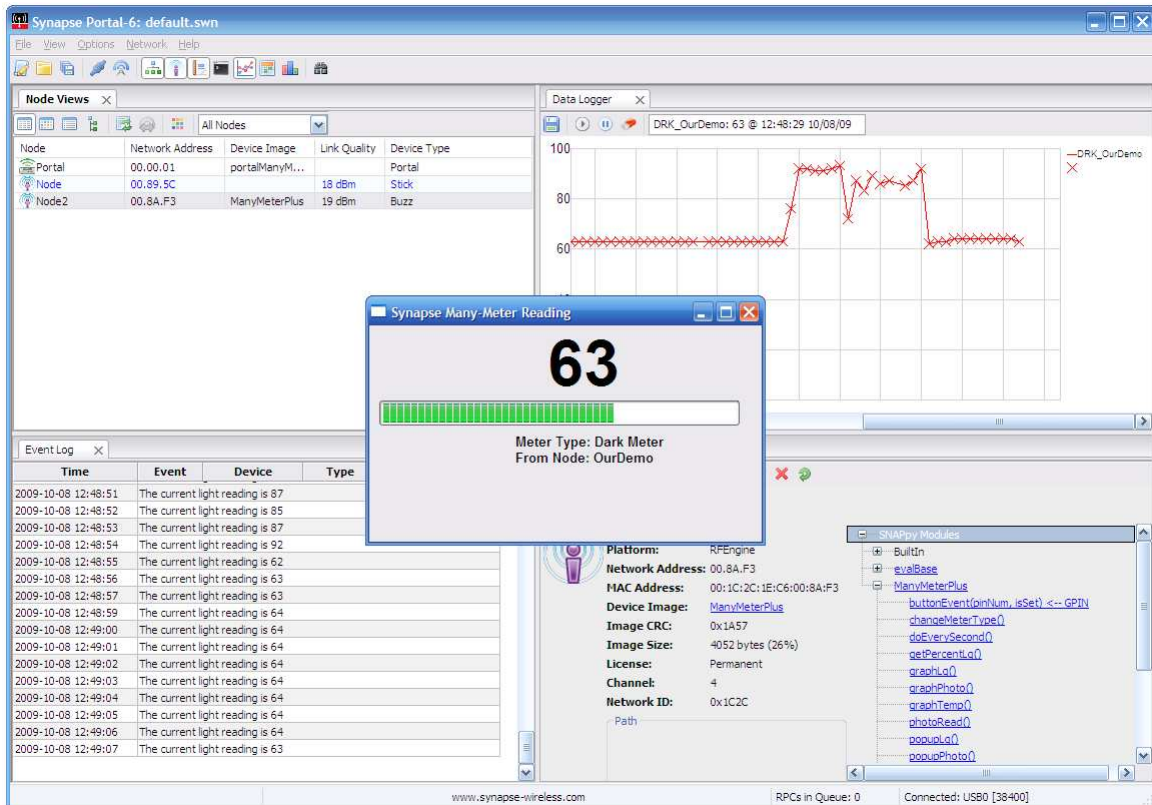 Synapse Portal-6: default.swn
File View Options Network Help
Node Views
Data Logger
All Nodes
DRK_OurDemo: 63 @ 12:48:29 10/08/09
Node Network Address Device Image Link Quality Device Type
Portal 00.00.01 portalManyM... Portal
Node 00.89.5C 18 dBm Stick
Node2 00.8A.F3 ManyMeterPlus 19 dBm Buzz
100
80
60
DRK_OurDemo
Synapse Many-Meter Reading
63
Meter Type: Dark Meter
From Node: OurDemo
Event Log
Time Event Device Type
2009-10-08 12:48:51 The current light reading is 87
2009-10-08 12:48:52 The current light reading is 85
2009-10-08 12:48:53 The current light reading is 87
2009-10-08 12:48:54 The current light reading is 92
2009-10-08 12:48:55 The current light reading is 62
2009-10-08 12:48:56 The current light reading is 63
2009-10-08 12:48:57 The current light reading is 63
2009-10-08 12:48:59 The current light reading is 64
2009-10-08 12:49:00 The current light reading is 64
2009-10-08 12:49:01 The current light reading is 64
2009-10-08 12:49:02 The current light reading is 64
2009-10-08 12:49:03 The current light reading is 64
2009-10-08 12:49:04 The current light reading is 64
2009-10-08 12:49:05 The current light reading is 64
2009-10-08 12:49:06 The current light reading is 64
2009-10-08 12:49:07 The current light reading is 63
Platform: RFEngine
Network Address: 00.8A.F3
MAC Address: 00:1C:2C:1E:C6:00:8A:F3
Device Image: ManyMeterPlus
Image CRC: 0x1A57
Image Size: 4052 bytes (26%)
License: Permanent
Channel: 4
Network ID: 0x1C2C
Path
SNAPpy Modules
BuiltIn
evalBase
ManyMeterPlus
buttonEvent(pinNum, isSet) <-- GPIN
changeMeterType()
doEverySecond()
getPercentLq()
graphLq()
graphPhoto()
graphTemp()
photoRead()
popupLq()
popupPhoto()
www.synapse-wireless.com
RPCs in Queue: 0
Connected: USB0 [38400]